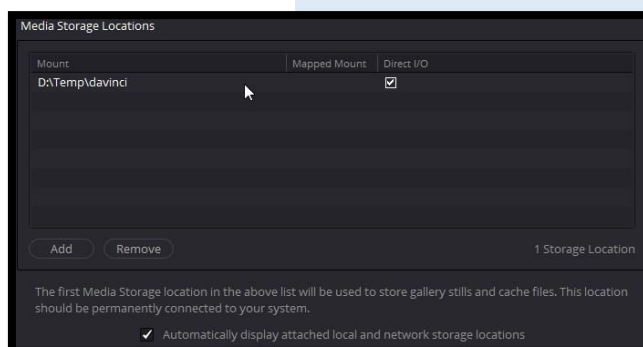 Media Storage Locations
Mount Mapped Mount Direct I/O
D:\Temp\davinci
Add Remove 1 Storage Location
The first Media Storage location in the above list will be used to store gallery stills and cache files. This location
should be permanently connected to your system.
Automatically display attached local and network storage locations